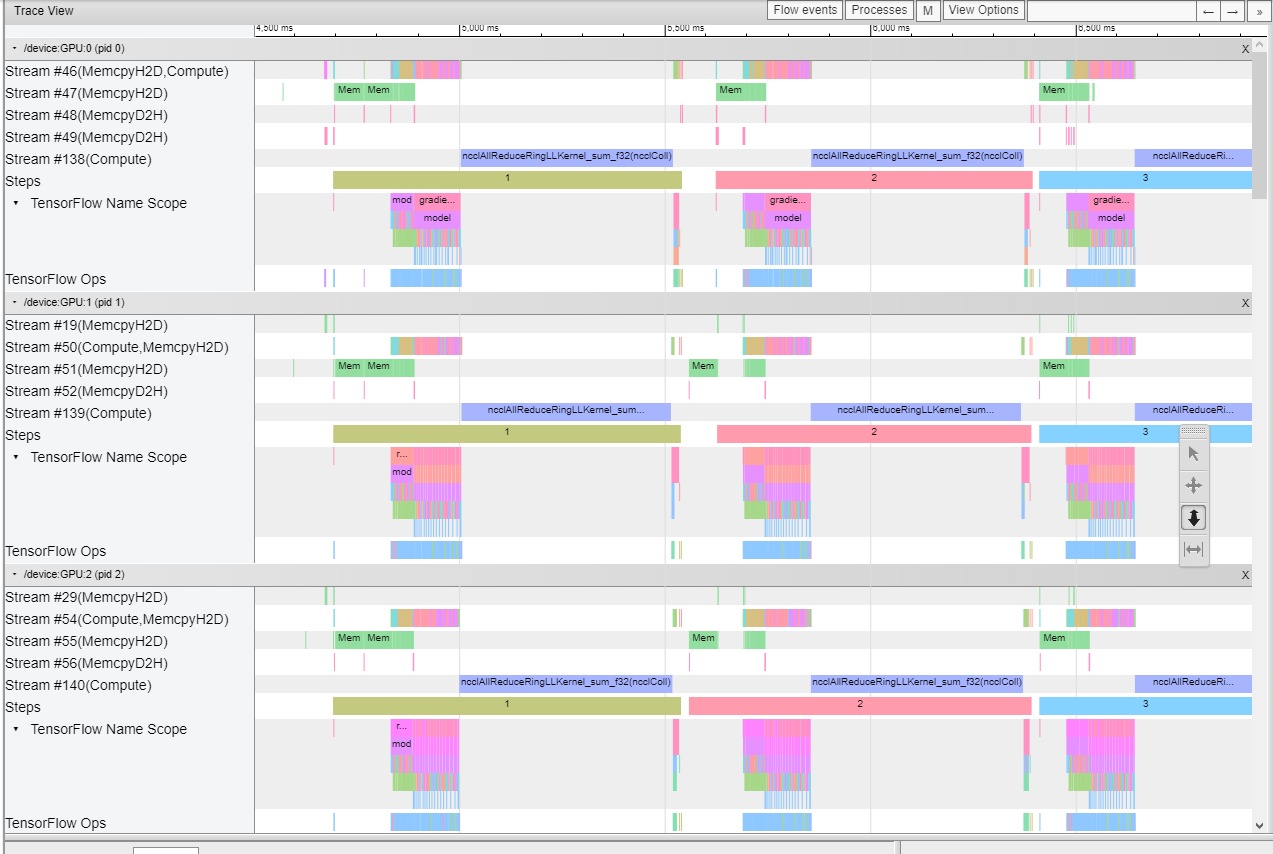 Trace View Flow events Processes M View Options ← → »
4,500 ms 5,000 ms 5,500 ms 6,000 ms 6,500 ms
/device:GPU:0 (pid 0) X
Stream #46(MemcpyH2D,Compute)
Stream #47(MemcpyH2D) Mem Mem Mem Mem
Stream #48(MemcpyD2H)
Stream #49(MemcpyD2H)
Stream #138(Compute) ncclAllReduceRingLLKernel_sum_f32(ncclColl) ncclAllReduceRingLLKernel_sum_f32(ncclColl) ncclAllReduceRi...
Steps 1 2 3
TensorFlow Name Scope mod gradie... gradie... gradie...
model model model
TensorFlow Ops
/device:GPU:1 (pid 1) X
Stream #19(MemcpyH2D)
Stream #50(Compute,MemcpyH2D)
Stream #51(MemcpyH2D) Mem Mem Mem Mem
Stream #52(MemcpyD2H)
Stream #139(Compute) ncclAllReduceRingLLKernel_sum... ncclAllReduceRingLLKernel_sum... ncclAllReduceRi...
Steps 1 2 3
TensorFlow Name Scope r...
mod
TensorFlow Ops
/device:GPU:2 (pid 2) X
Stream #29(MemcpyH2D)
Stream #54(Compute,MemcpyH2D)
Stream #55(MemcpyH2D) Mem Mem Mem Mem
Stream #56(MemcpyD2H)
Stream #140(Compute) ncclAllReduceRingLLKernel_sum_f32(ncclColl) ncclAllReduceRingLLKernel_sum_f32(ncclColl) ncclAllReduceRi...
Steps 1 2 3
TensorFlow Name Scope r...
mod
TensorFlow Ops